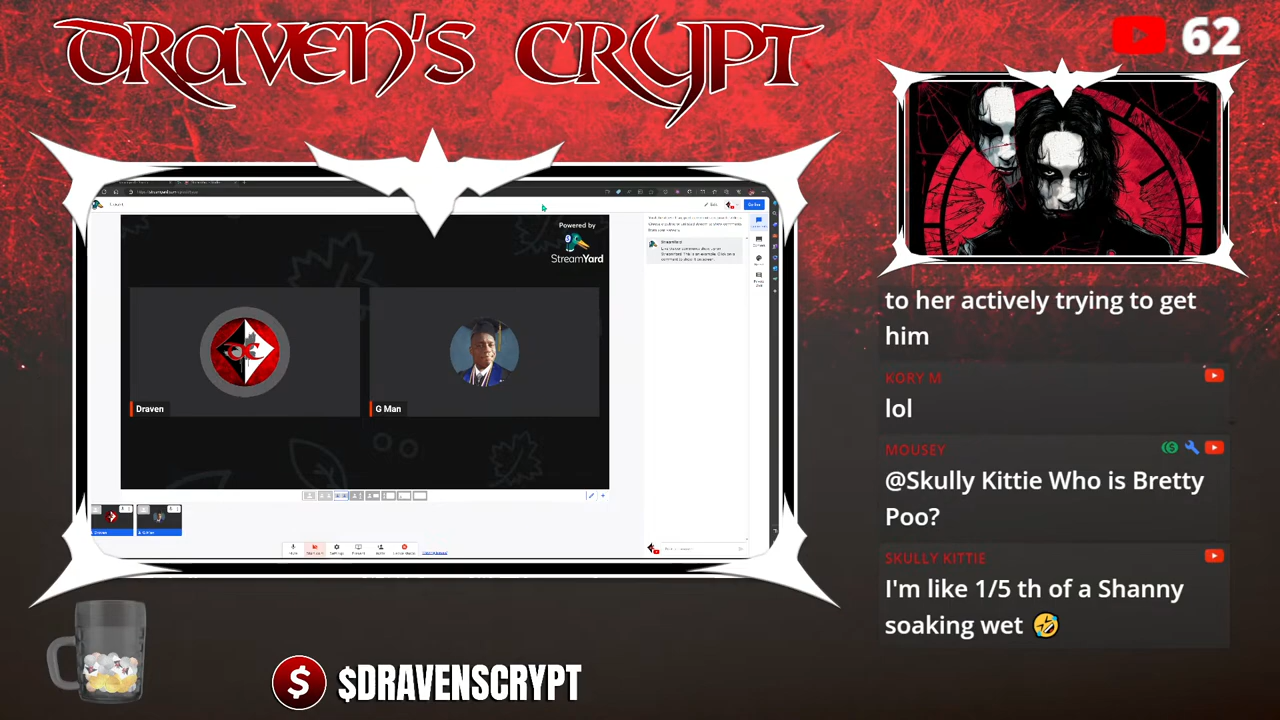 DRAVEN'S CRYPT
62
Powered by
StreamYard
Draven
G Man
to her actively trying to get
him
KORY M
lol
MOUSEY
@Skully Kittie Who is Bretty
Poo?
SKULLY KITTIE
I'm like 1/5 th of a Shanny
soaking wet 🤣
$
$DRAVENSCRYPT